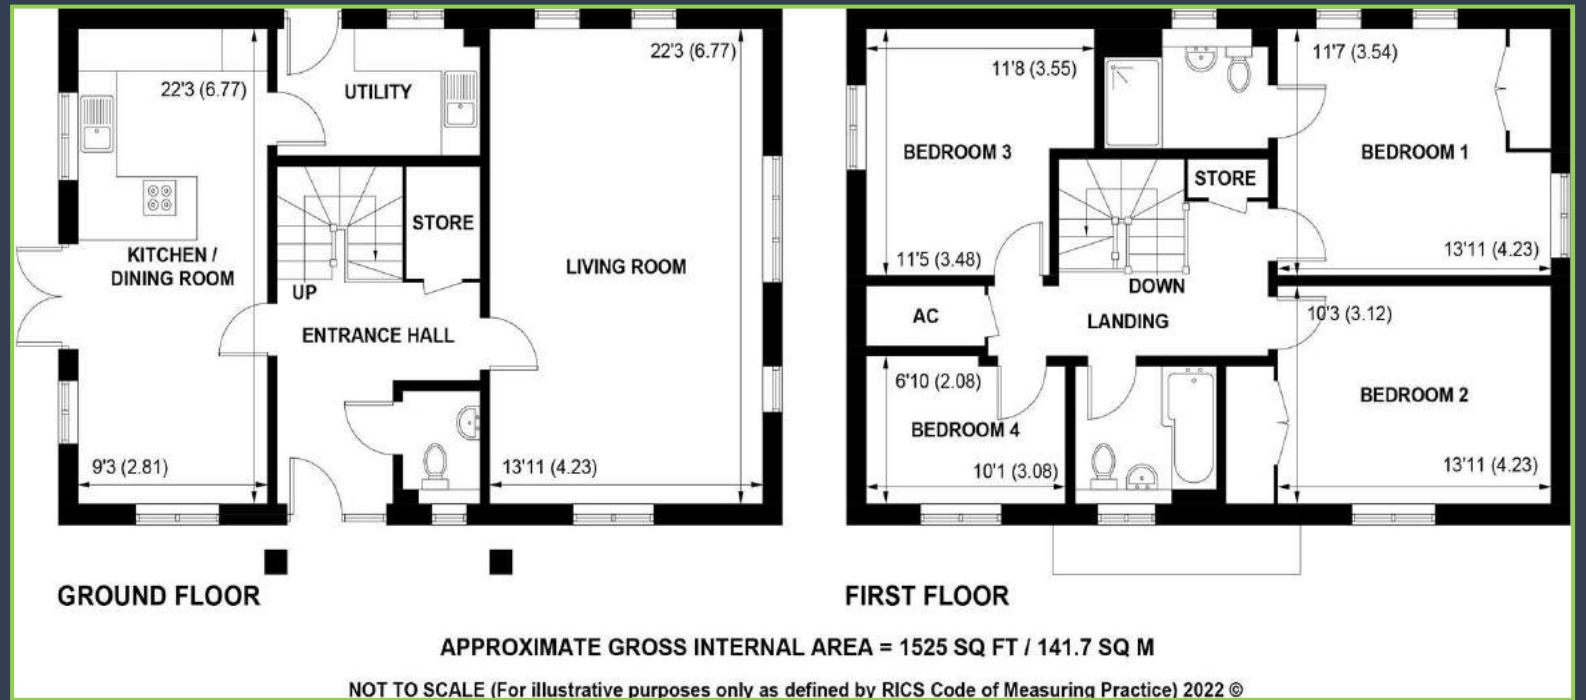 22'3 (6.77)
UTILITY
KITCHEN /
DINING ROOM
STORE
UP
ENTRANCE HALL
9'3 (2.81)
22'3 (6.77)
LIVING ROOM
13'11 (4.23)
GROUND FLOOR
11'8 (3.55)
BEDROOM 3
11'5 (3.48)
11'7 (3.54)
BEDROOM 1
STORE
13'11 (4.23)
DOWN
AC
LANDING
10'3 (3.12)
6'10 (2.08)
BEDROOM 4
10'1 (3.08)
BEDROOM 2
13'11 (4.23)
FIRST FLOOR
APPROXIMATE GROSS INTERNAL AREA = 1525 SQ FT / 141.7 SQ M
NOT TO SCALE (For illustrative purposes only as defined by RICS Code of Measuring Practice) 2022 ©